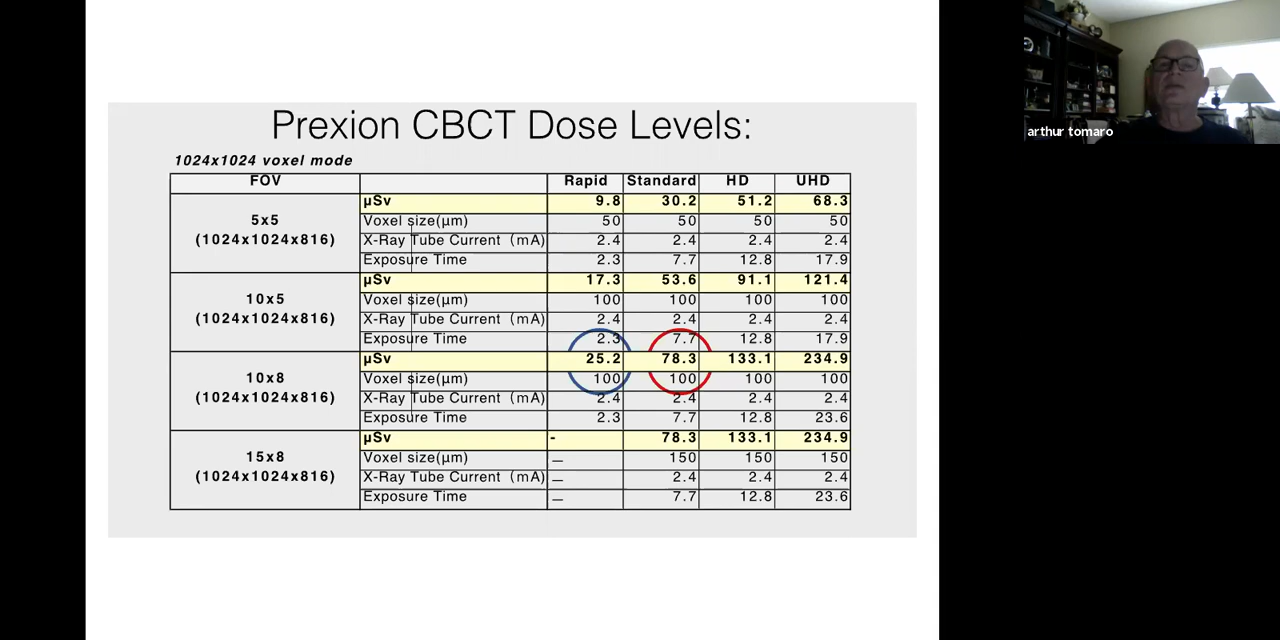 Prexion CBCT Dose Levels:
1024x1024 voxel mode
FOV Rapid Standard HD UHD
5x5
(1024x1024x816)
µSv 9.8 30.2 51.2 68.3
Voxel size(µm) 50 50 50 50
X-Ray Tube Current (mA) 2.4 2.4 2.4 2.4
Exposure Time 2.3 7.7 12.8 17.9
10x5
(1024x1024x816)
µSv 17.3 53.6 91.1 121.4
Voxel size(µm) 100 100 100 100
X-Ray Tube Current (mA) 2.4 2.4 2.4 2.4
Exposure Time 2.3 7.7 12.8 17.9
10x8
(1024x1024x816)
µSv 25.2 78.3 133.1 234.9
Voxel size(µm) 100 100 100 100
X-Ray Tube Current (mA) 2.4 2.4 2.4 2.4
Exposure Time 2.3 7.7 12.8 23.6
15x8
(1024x1024x816)
µSv - 78.3 133.1 234.9
Voxel size(µm) — 150 150 150
X-Ray Tube Current (mA) — 2.4 2.4 2.4
Exposure Time — 7.7 12.8 23.6
arthur tomaro